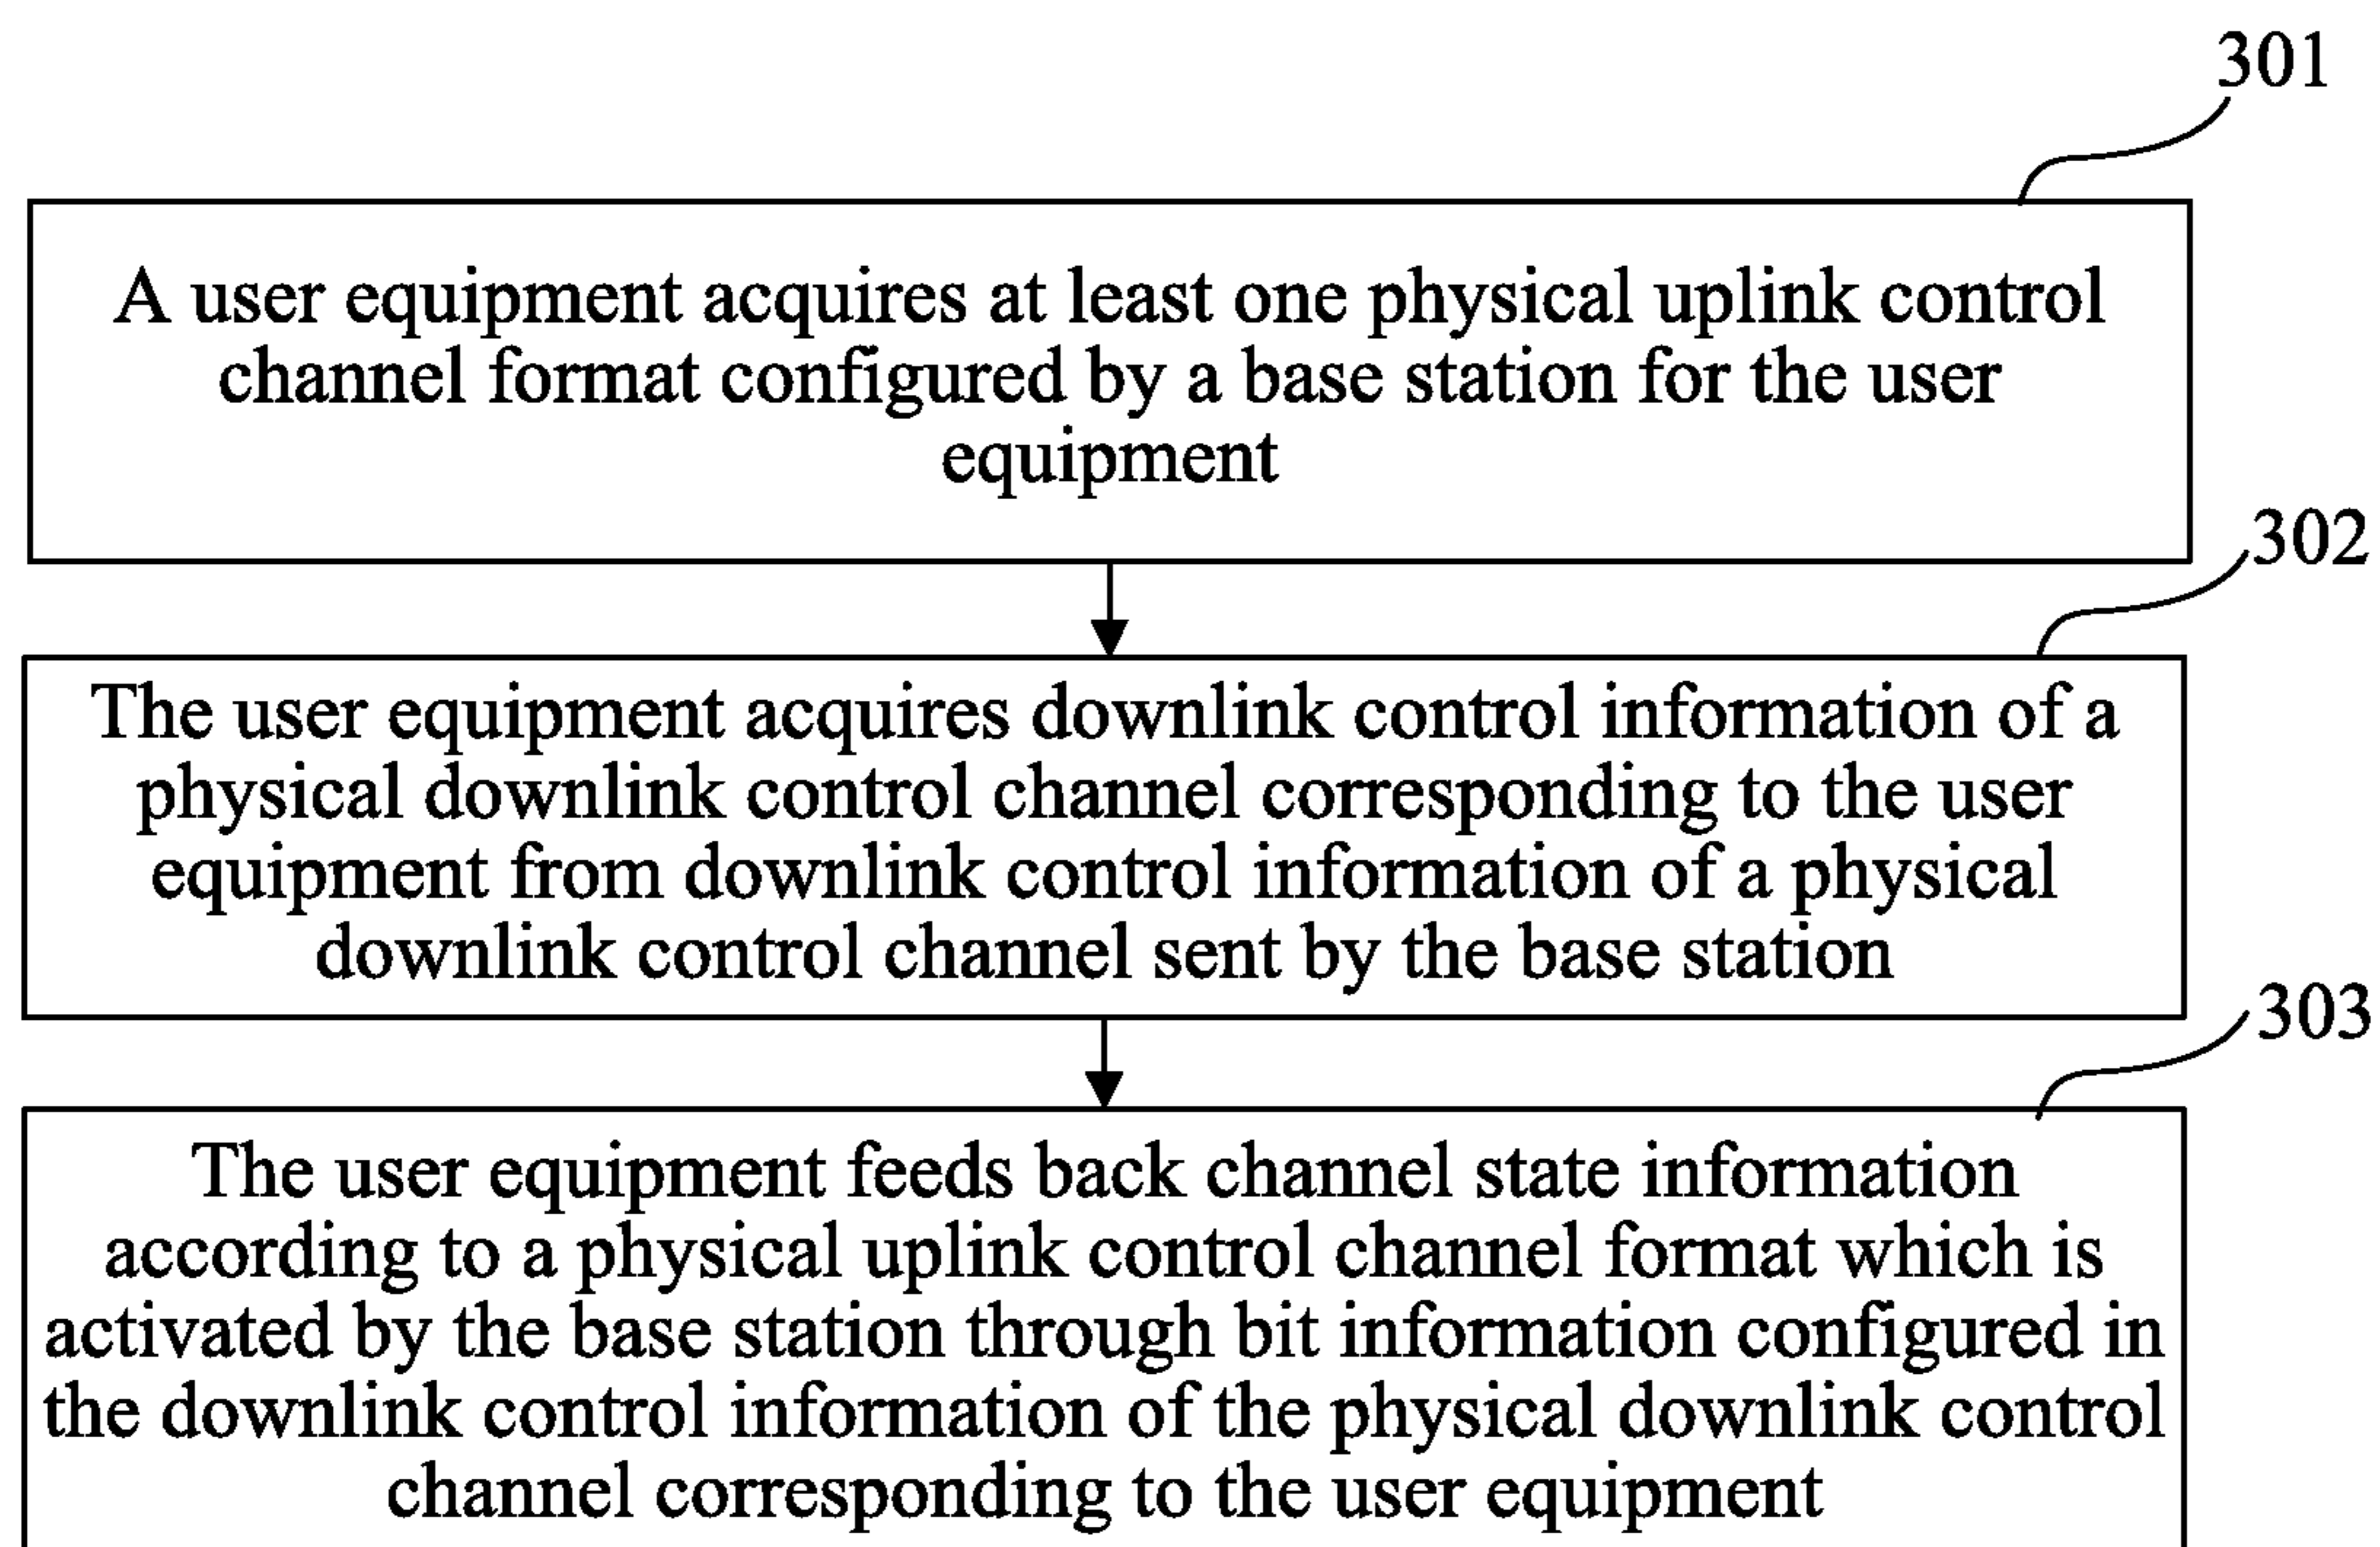 301
A user equipment acquires at least one physical uplink control
channel format configured by a base station for the user
equipment
302
The user equipment acquires downlink control information of a
physical downlink control channel corresponding to the user
equipment from downlink control information of a physical
downlink control channel sent by the base station
303
The user equipment feeds back channel state information
according to a physical uplink control channel format which is
activated by the base station through bit information configured in
the downlink control information of the physical downlink control
channel corresponding to the user equipment